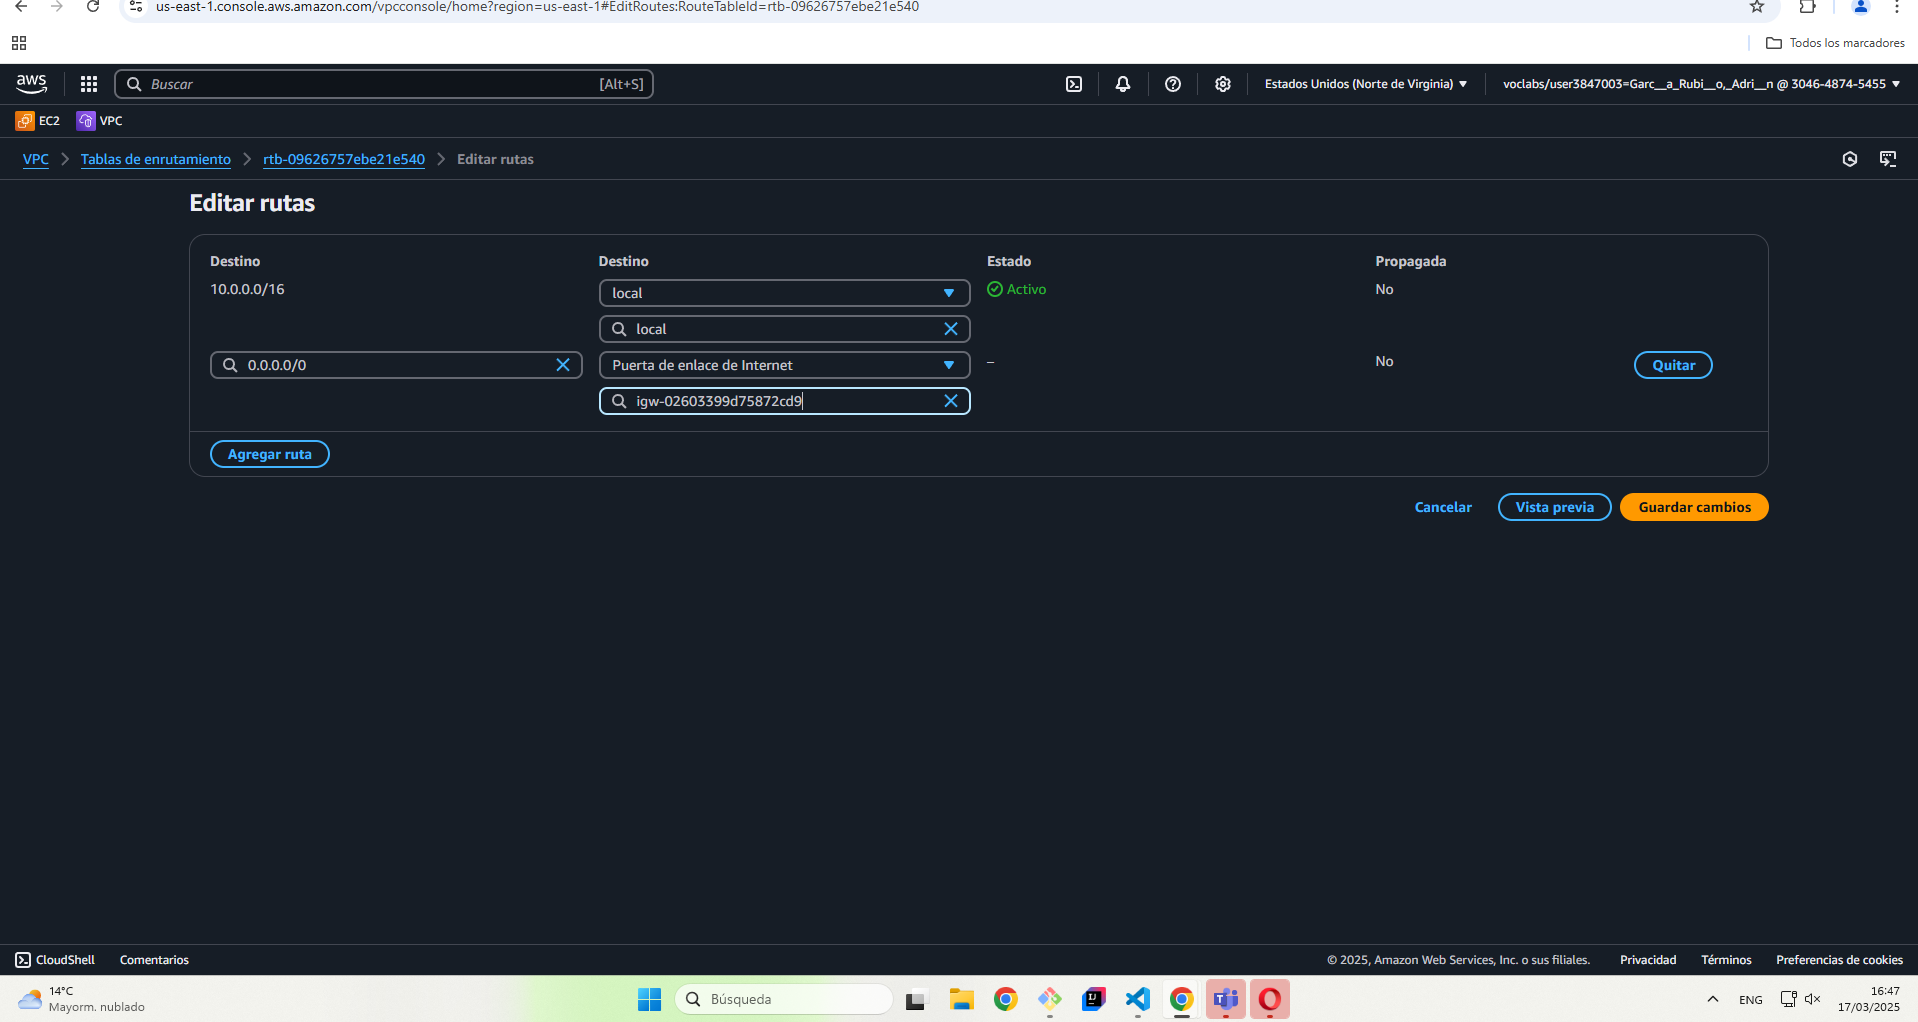 us-east-1.console.aws.amazon.com/vpcconsole/home?region=us-east-1#EditRoutes:RouteTableId=rtb-09626757ebe21e540
Todos los marcadores
aws
Buscar
[Alt+S]
Estados Unidos (Norte de Virginia)
voclabs/user3847003=Garc__a_Rubi__o,_Adri__n @ 3046-4874-5455
EC2
VPC
VPC
Tablas de enrutamiento
rtb-09626757ebe21e540
Editar rutas
Editar rutas
Destino
Destino
Estado
Propagada
10.0.0.0/16
local
Activo
No
local
0.0.0.0/0
Puerta de enlace de Internet
–
No
Quitar
igw-02603399d75872cd9
Agregar ruta
Cancelar
Vista previa
Guardar cambios
CloudShell
Comentarios
© 2025, Amazon Web Services, Inc. o sus filiales.
Privacidad
Términos
Preferencias de cookies
14°C
Mayorm. nublado
Búsqueda
ENG
16:47
17/03/2025